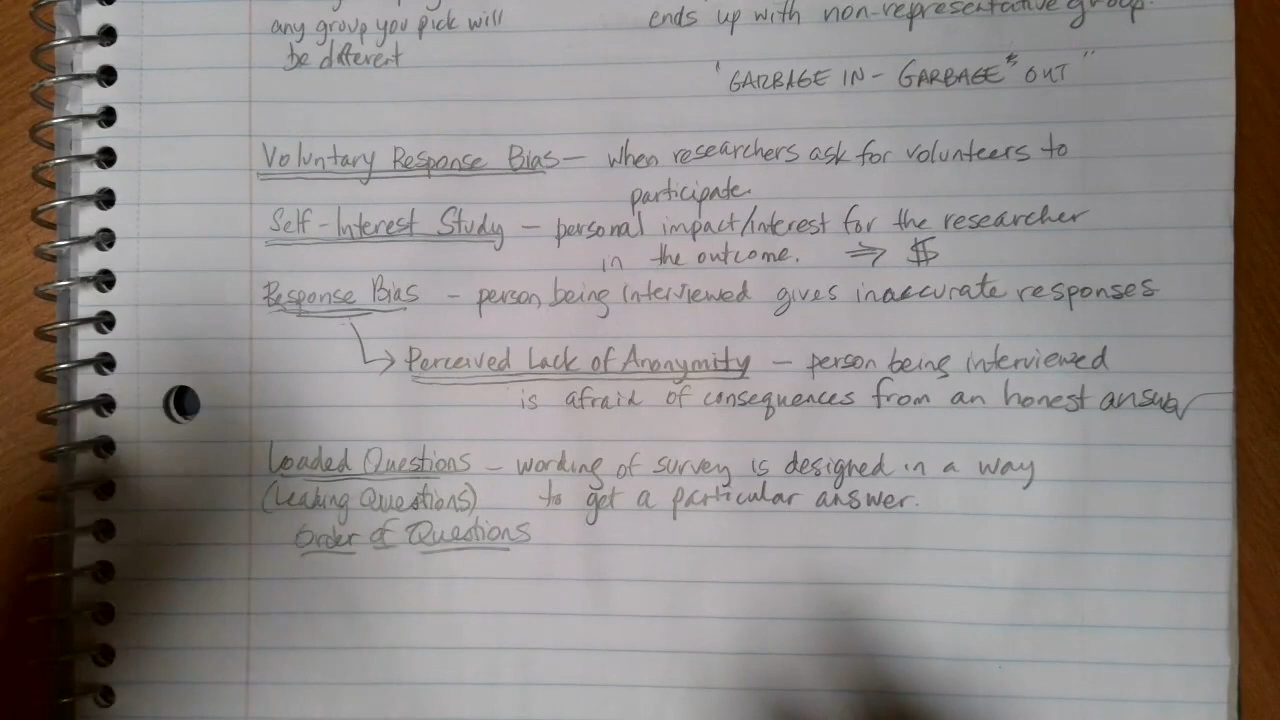 any group you pick will
be different
ends up with non-representative group.
"GARBAGE IN - GARBAGE OUT"
Voluntary Response Bias - when researchers ask for volunteers to
participate.
Self-Interest Study - personal impact/interest for the researcher
in the outcome. ⇒ $
Response Bias - person being interviewed gives inaccurate responses
→ Perceived Lack of Anonymity - person being interviewed
is afraid of consequences from an honest answer
Loaded Questions - wording of survey is designed in a way
(Leading Questions) to get a particular answer.
Order of Questions